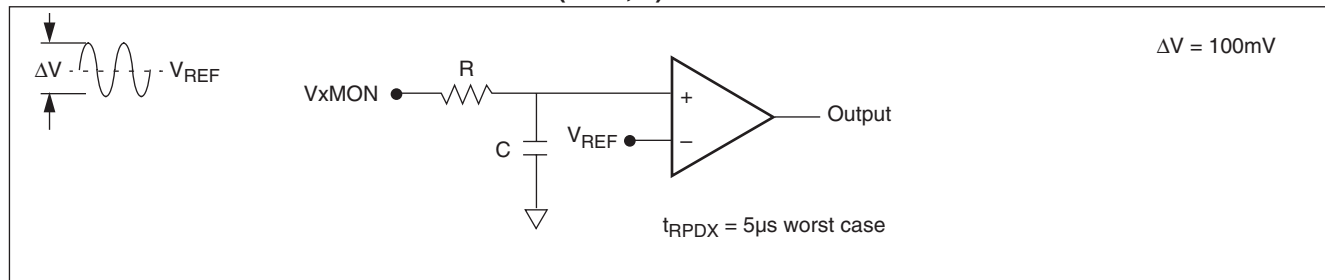 ΔV = 100mV
ΔV
V_REF
R
VxMON
+
Output
V_REF
−
C
t_RPDX = 5µs worst case